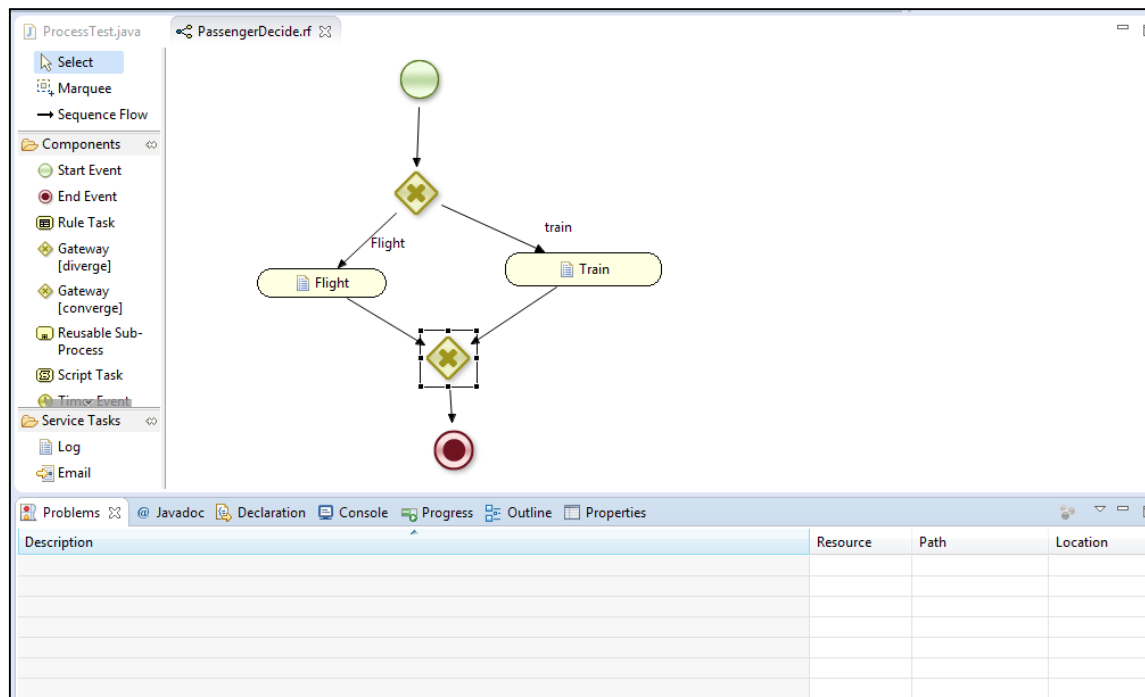 ProcessTest.java
PassengerDecide.rf
Select
Marquee
Sequence Flow
Components
Start Event
End Event
Rule Task
Gateway
[diverge]
Gateway
[converge]
Reusable Sub-
Process
Script Task
Timer Event
Service Tasks
Log
Email
Flight
train
Flight
Train
Problems @ Javadoc Declaration Console Progress Outline Properties
Description Resource Path Location